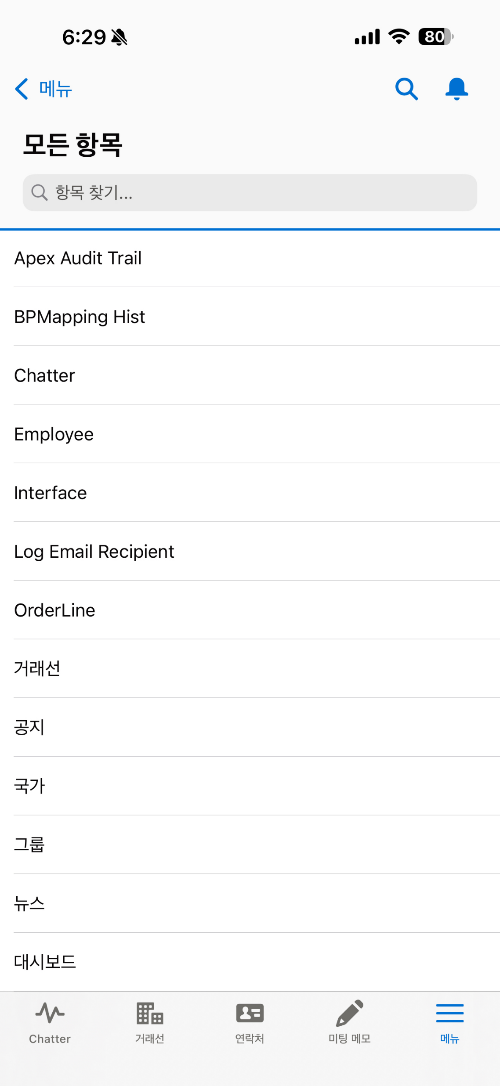 6:29
80
메뉴
모든 항목
항목 찾기...
Apex Audit Trail
BPMapping Hist
Chatter
Employee
Interface
Log Email Recipient
OrderLine
거래선
공지
국가
그룹
뉴스
대시보드
Chatter 거래선 연락처 미팅 메모 메뉴